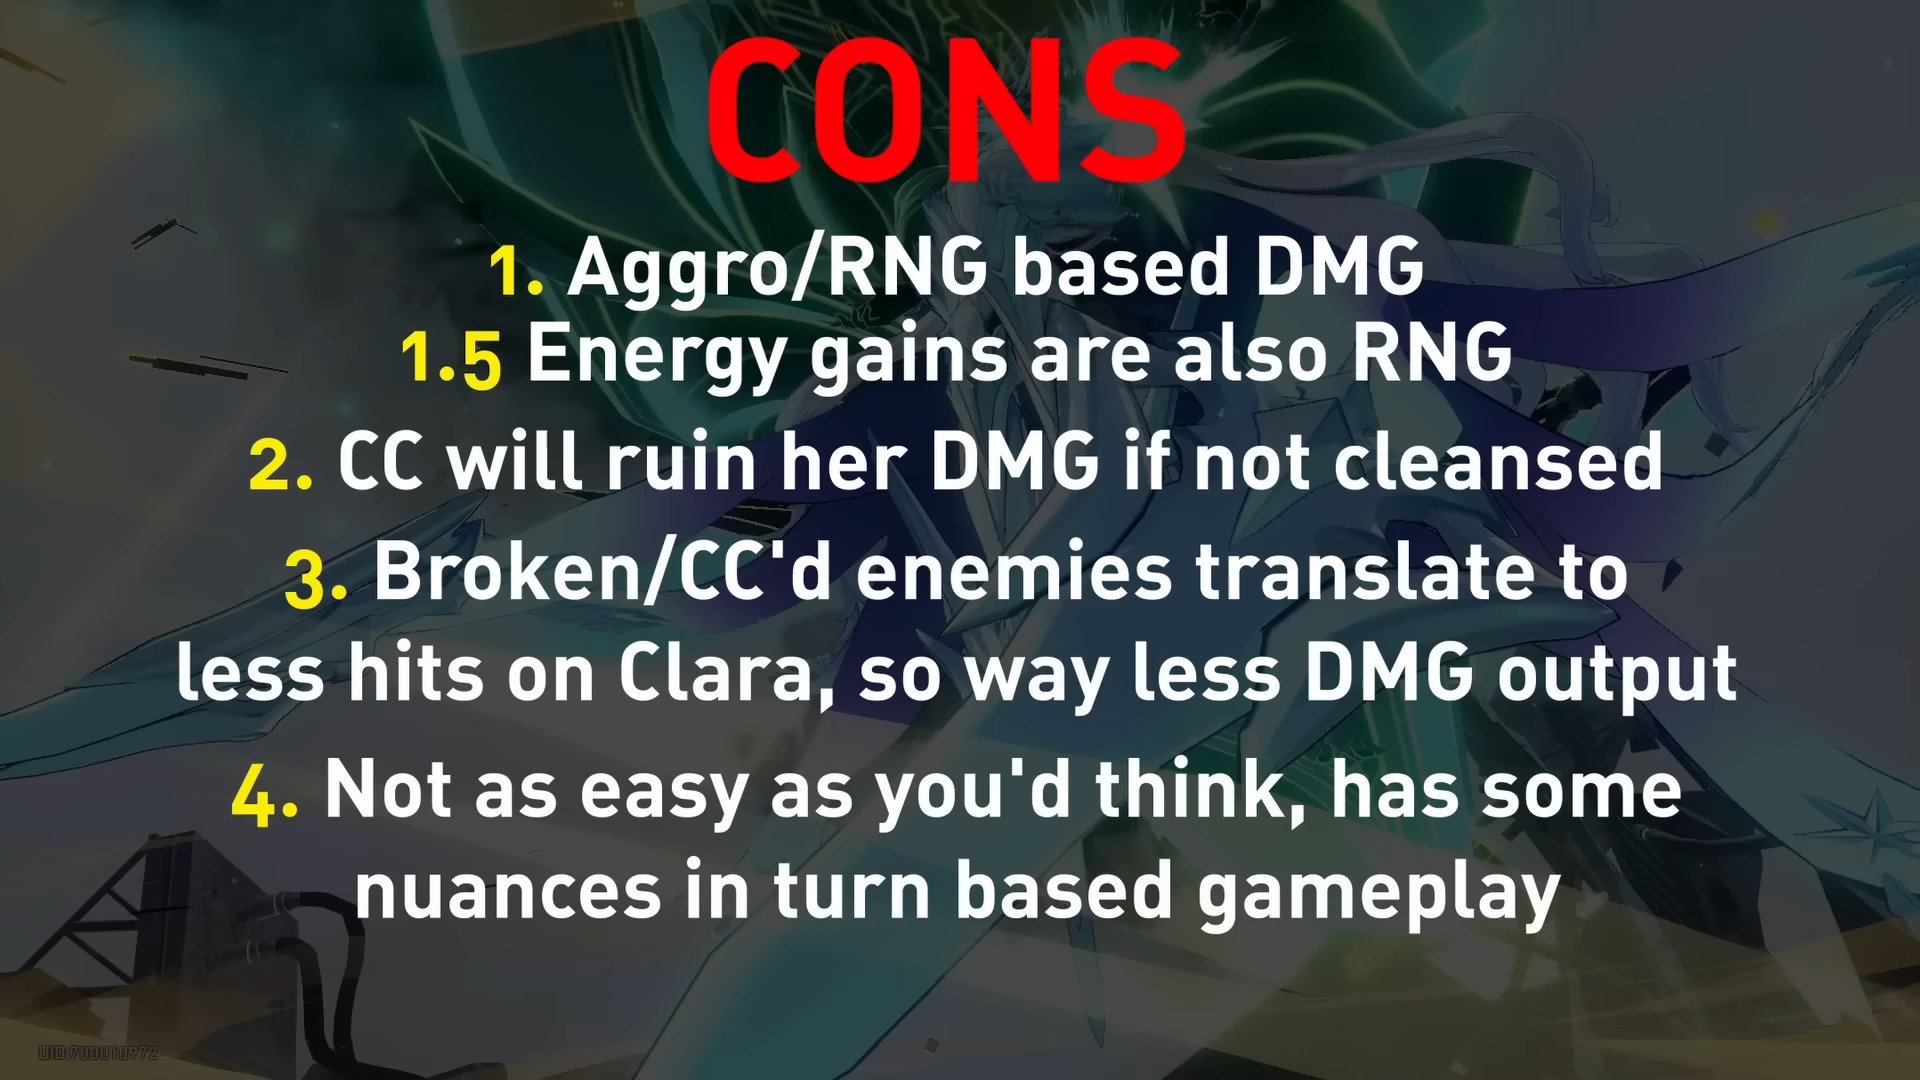 CONS
1. Aggro/RNG based DMG
1.5 Energy gains are also RNG
2. CC will ruin her DMG if not cleansed
3. Broken/CC'd enemies translate to
less hits on Clara, so way less DMG output
4. Not as easy as you'd think, has some
nuances in turn based gameplay
UID:700010972